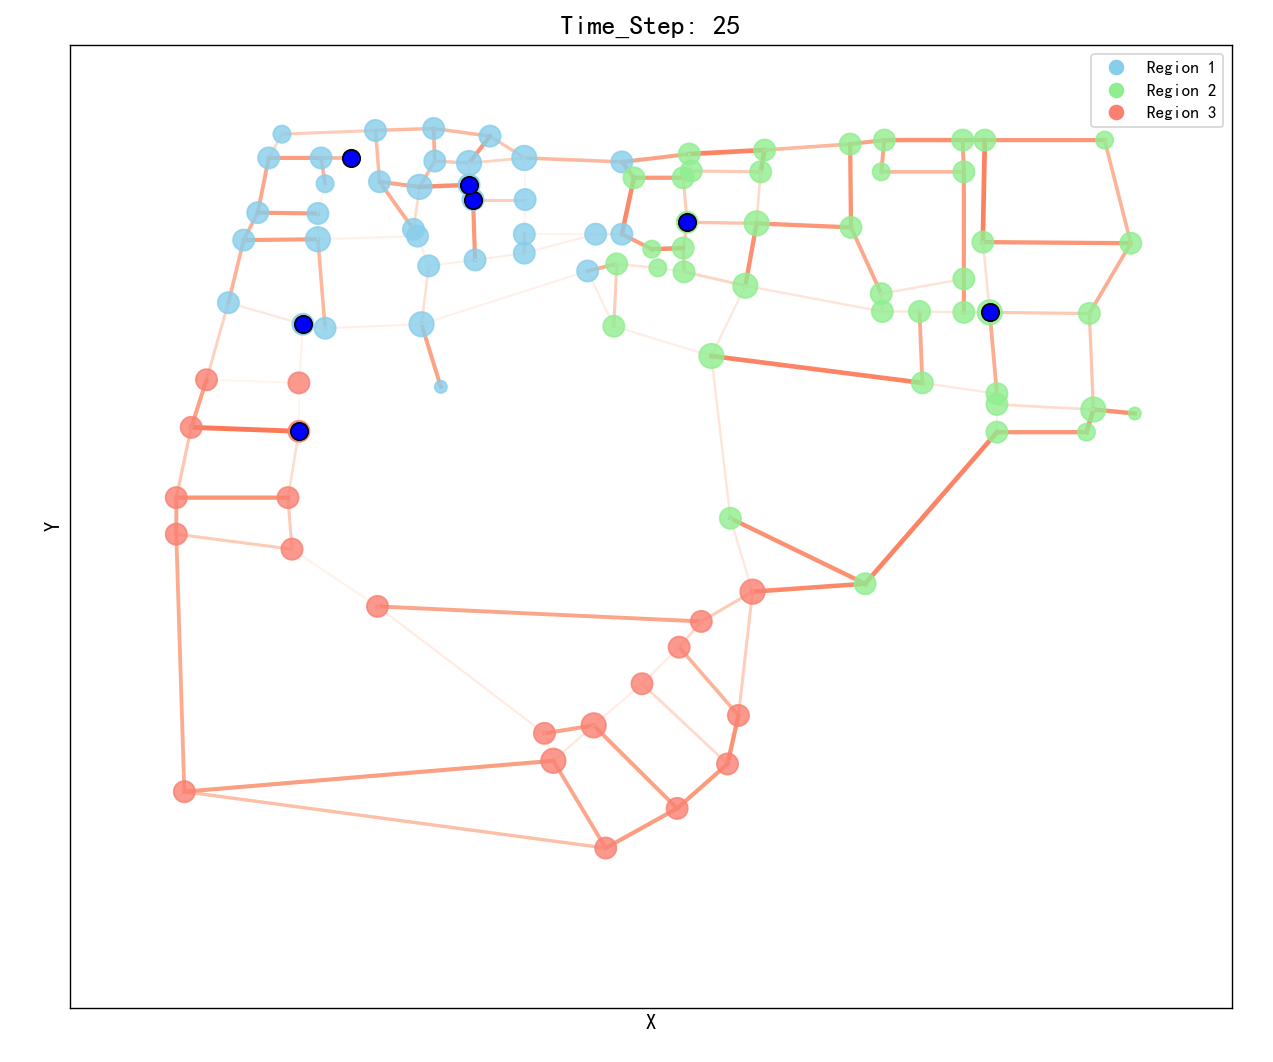 Time_Step: 25
Region 1
Region 2
Region 3
Y
X